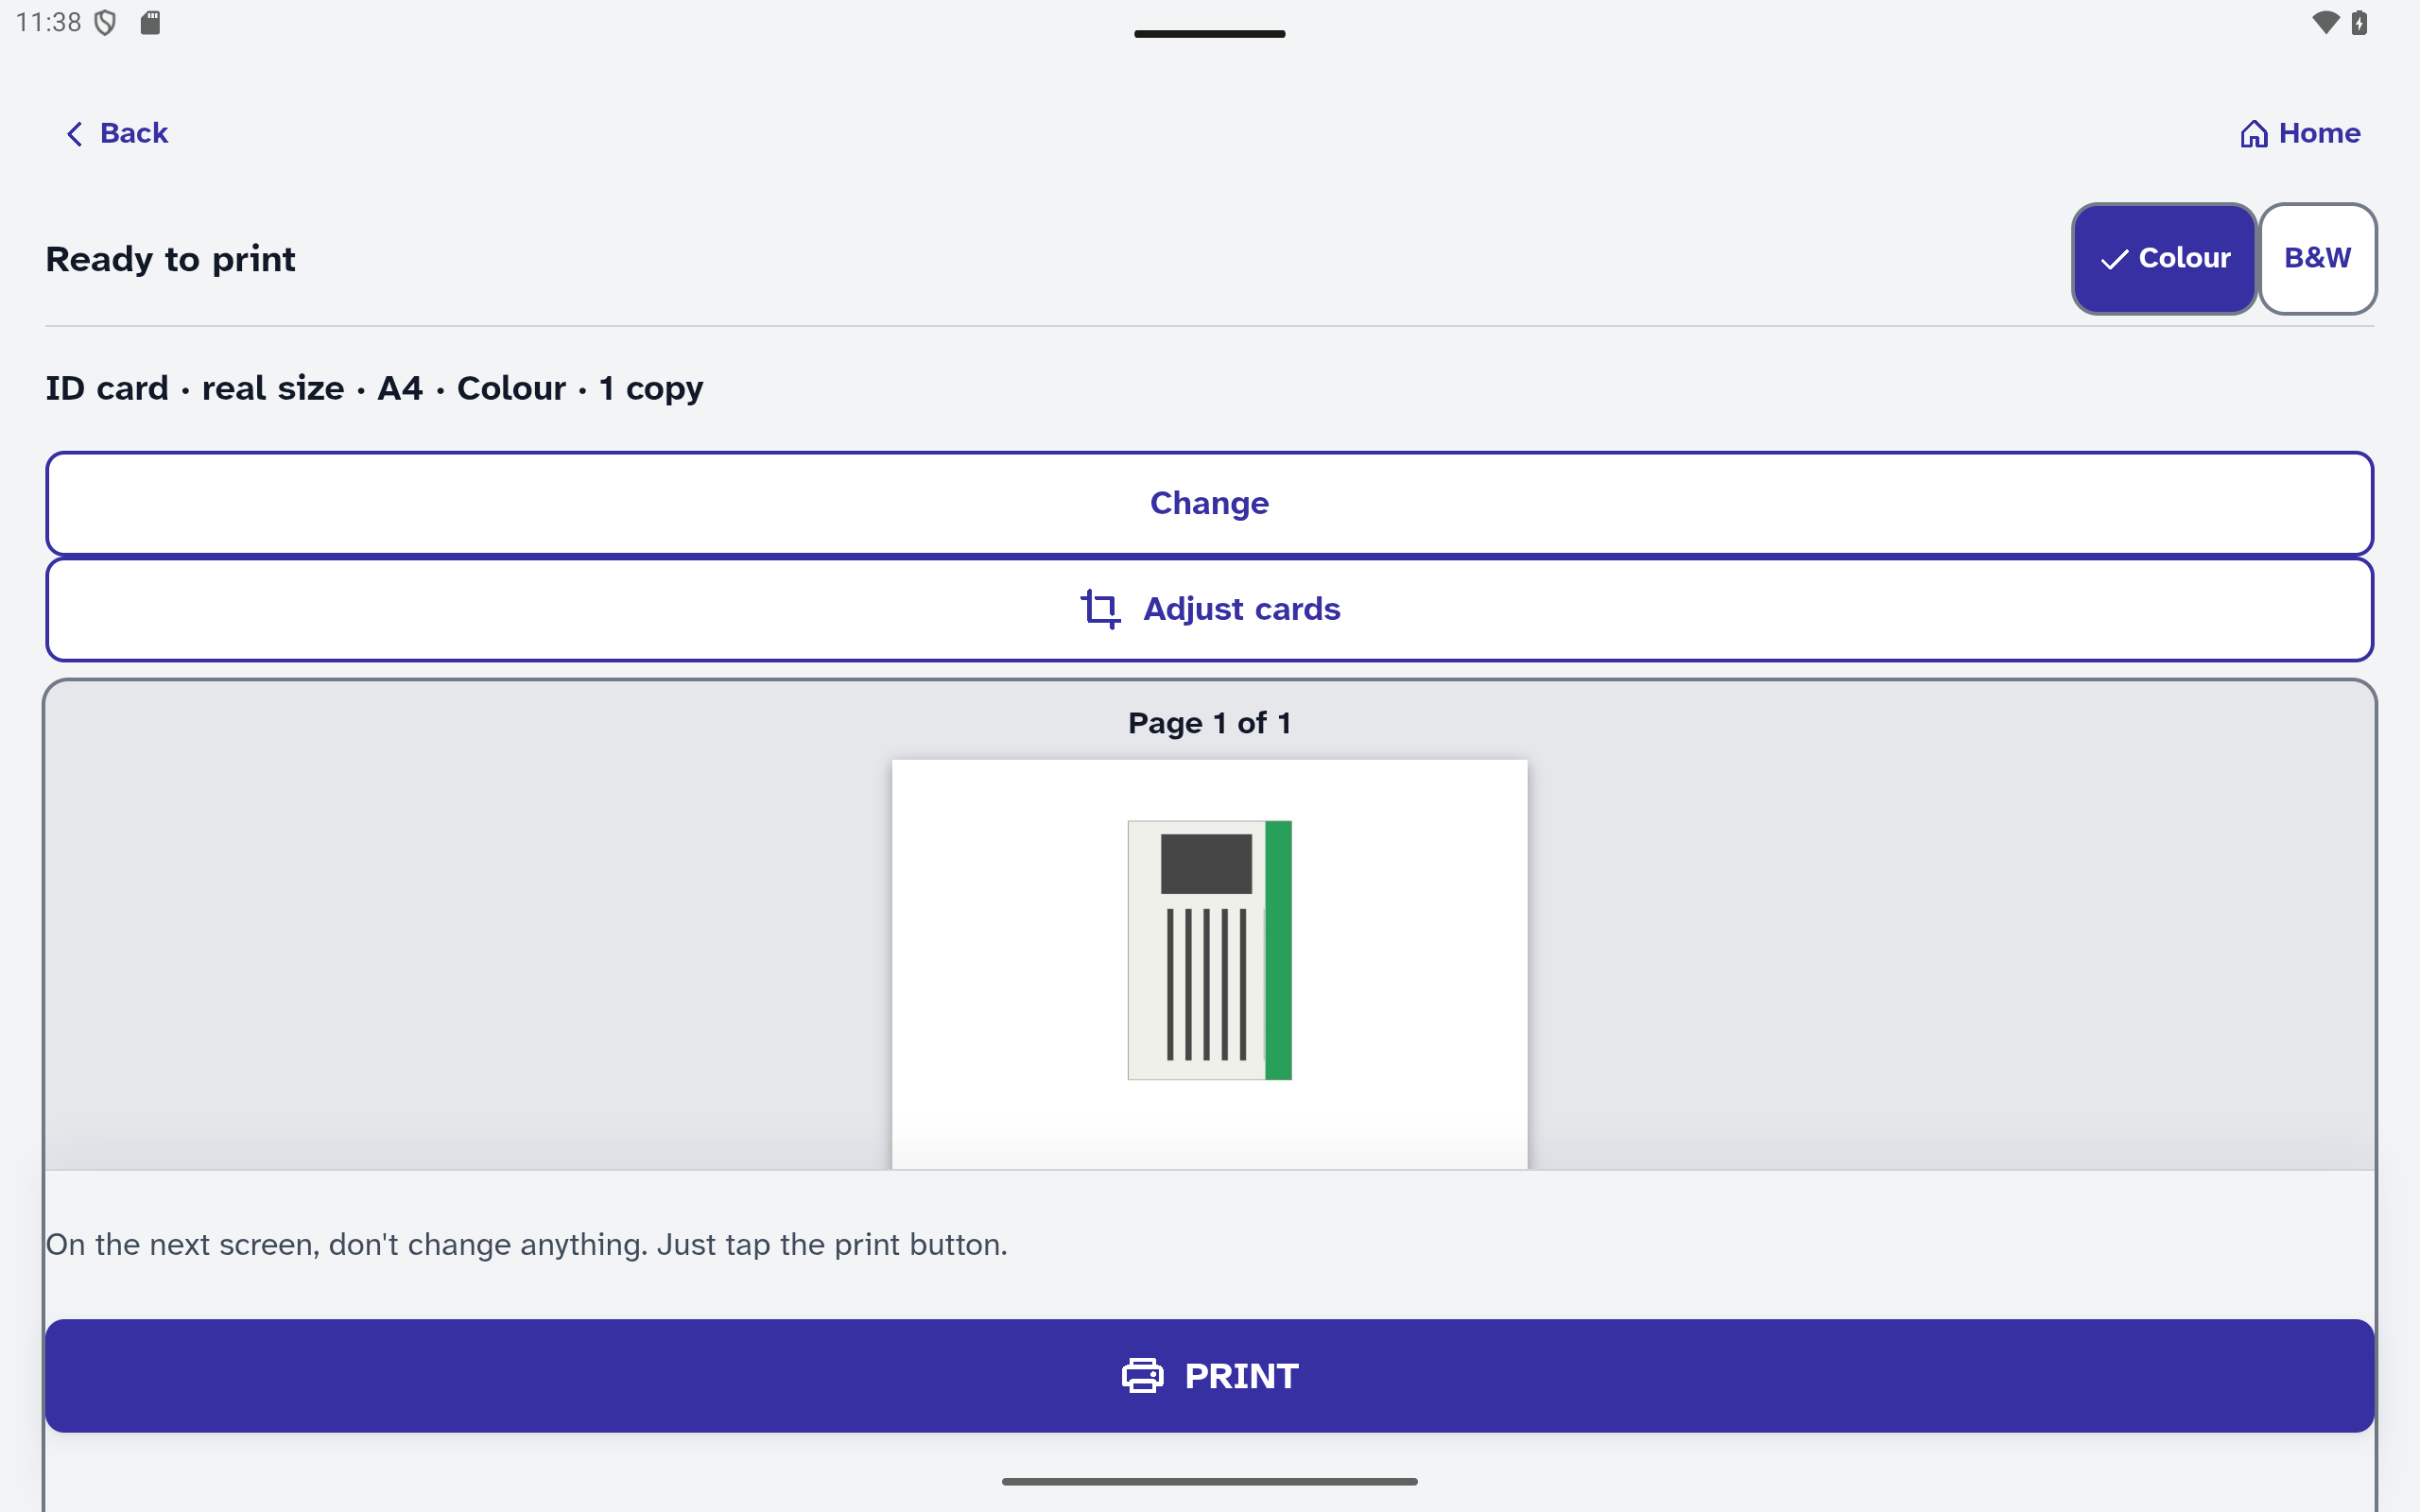 11:38
Back
Home
Ready to print
Colour
B&W
ID card · real size · A4 · Colour · 1 copy
Change
Adjust cards
Page 1 of 1
On the next screen, don't change anything. Just tap the print button.
PRINT